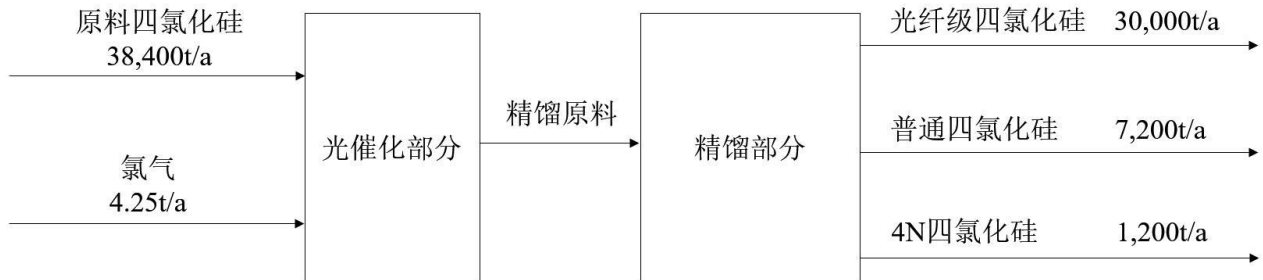 原料四氯化硅
38,400t/a
氯气
4.25t/a
光催化部分
精馏原料
精馏部分
光纤级四氯化硅 30,000t/a
普通四氯化硅 7,200t/a
4N四氯化硅 1,200t/a